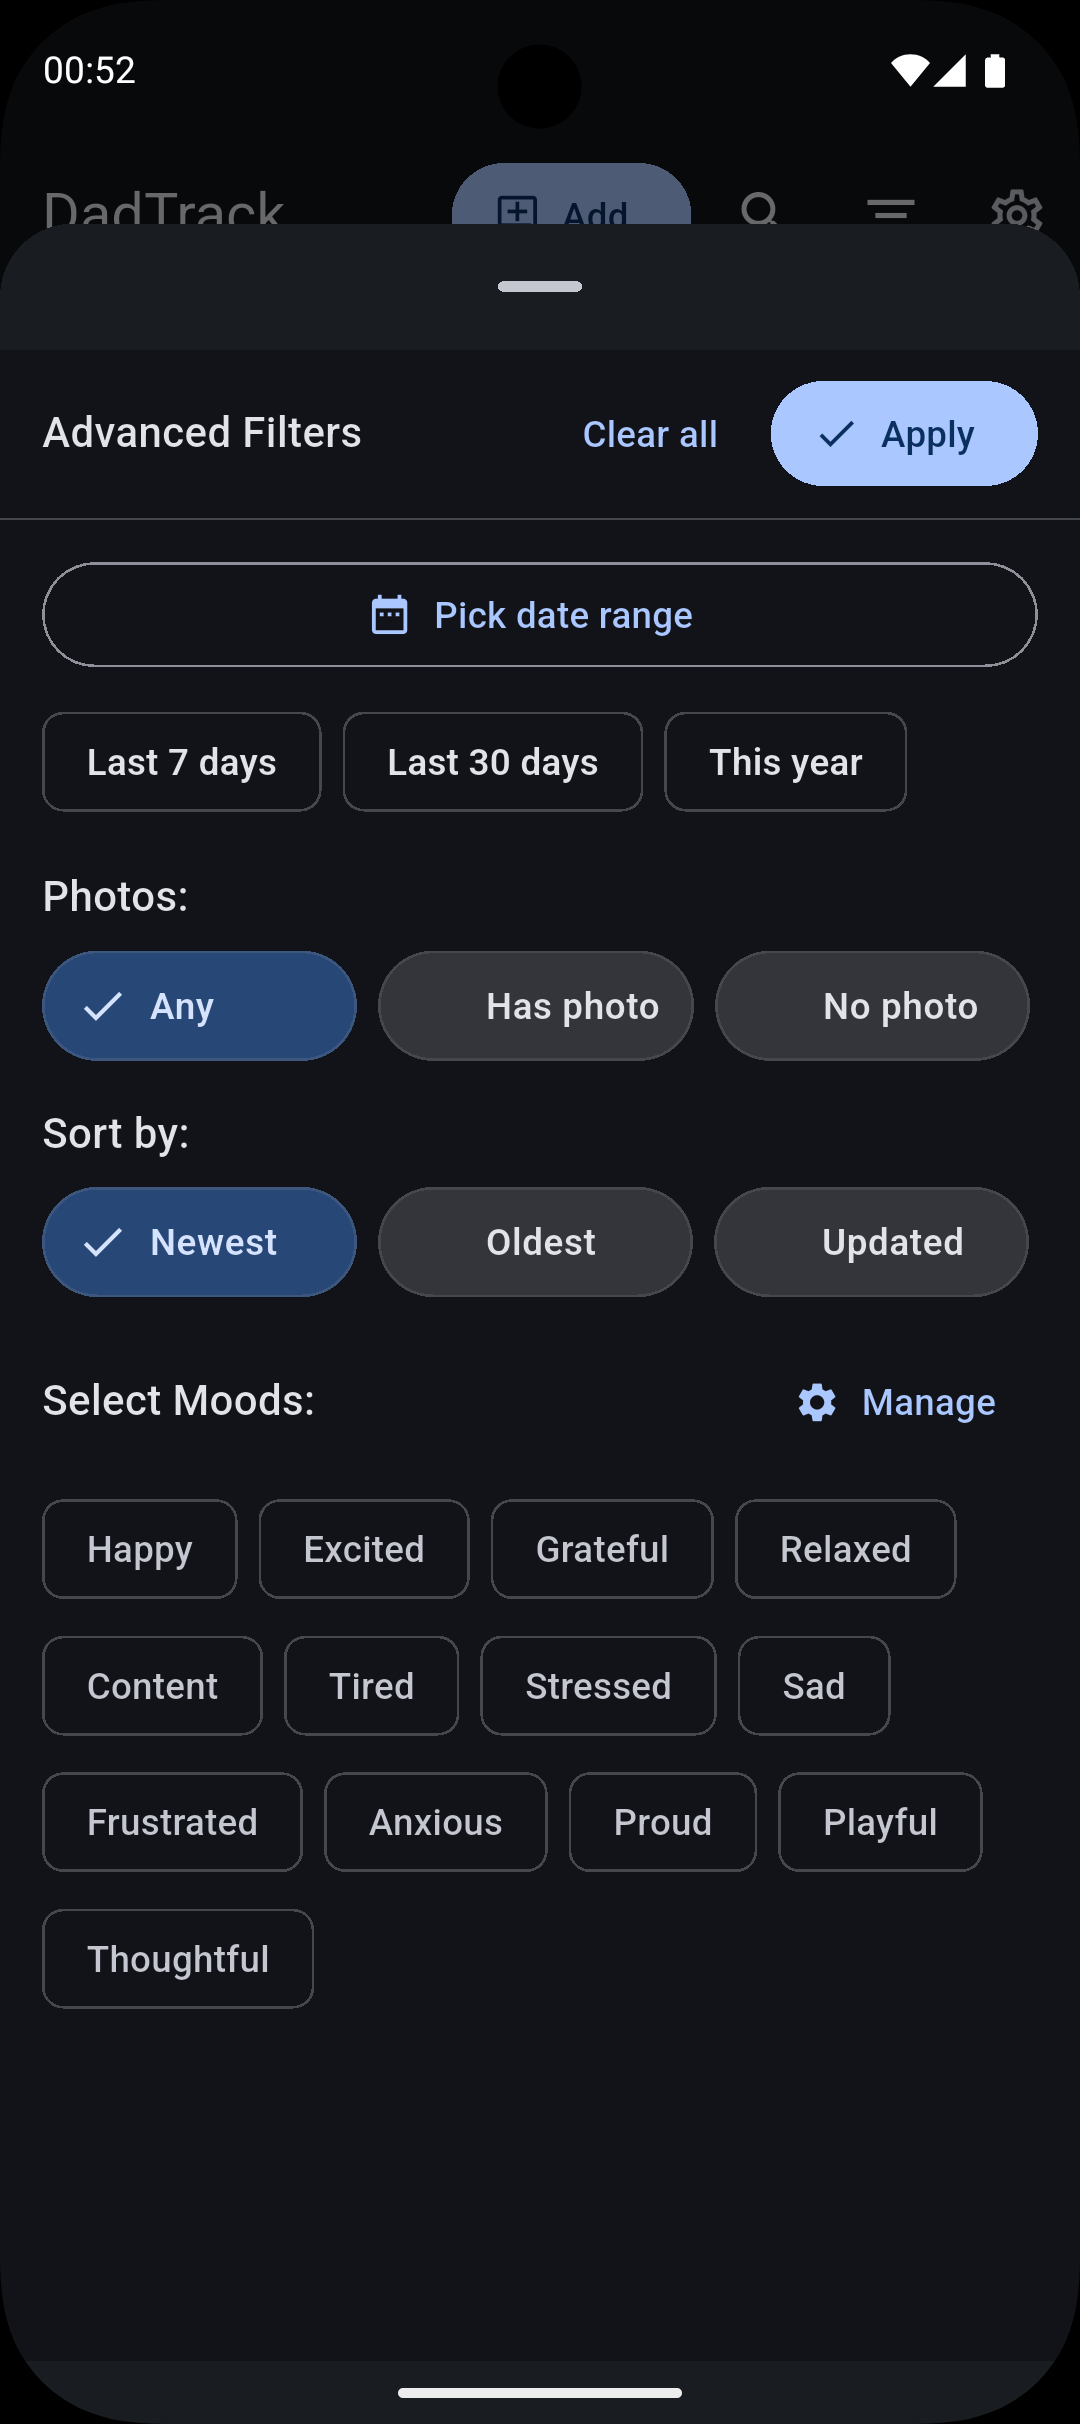 00:52
DadTrack Add
Advanced Filters Clear all Apply
Pick date range
Last 7 days Last 30 days This year
Photos:
Any Has photo No photo
Sort by:
Newest Oldest Updated
Select Moods: Manage
Happy Excited Grateful Relaxed
Content Tired Stressed Sad
Frustrated Anxious Proud Playful
Thoughtful